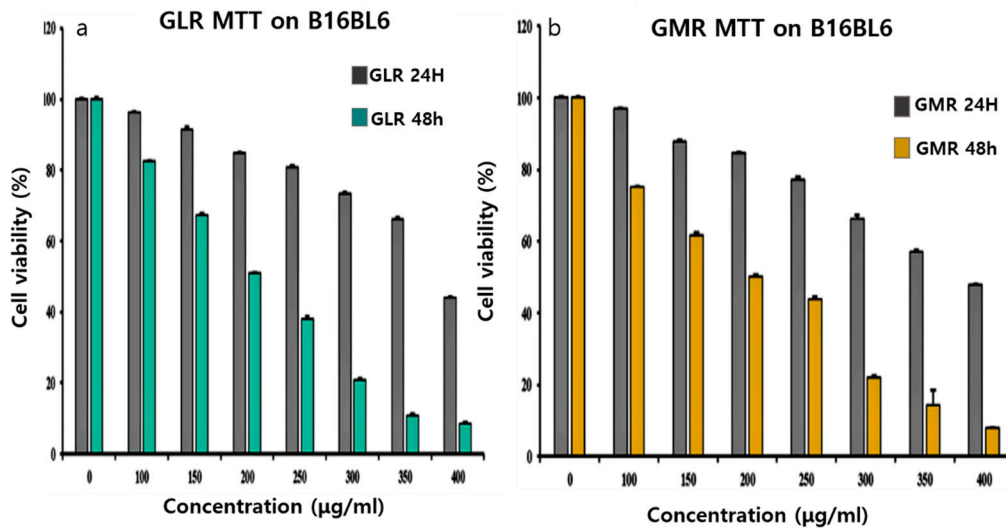 a
GLR MTT on B16BL6
GLR 24H
GLR 48h
Cell viability (%)
120
100
80
60
40
20
0
0 100 150 200 250 300 350 400
Concentration (μg/ml)
b
GMR MTT on B16BL6
GMR 24H
GMR 48h
Cell viability (%)
120
100
80
60
40
20
0
0 100 150 200 250 300 350 400
Concentration (μg/ml)